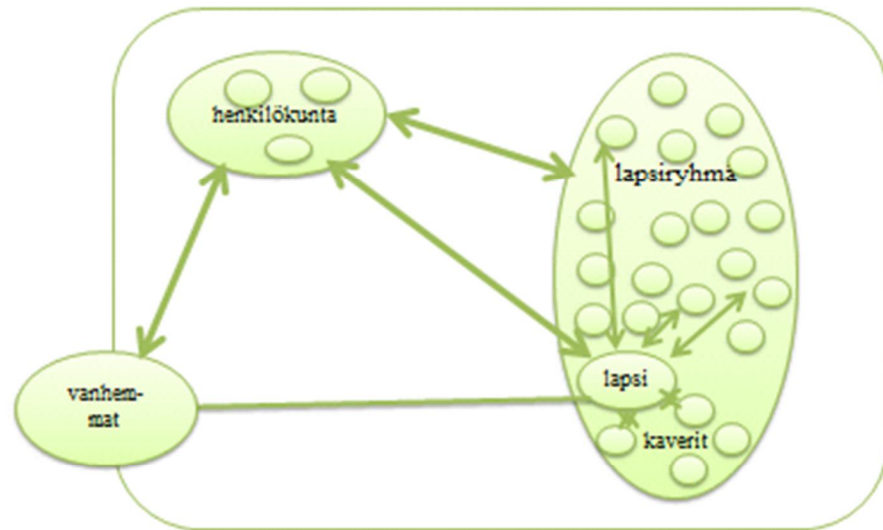 henkilökunta
lapsiryhmä
lapsi
vanhem-
mat
kaverit